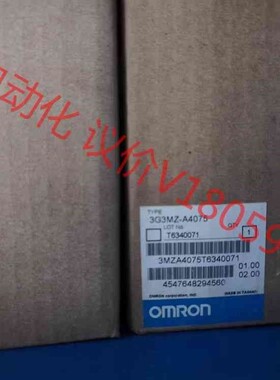 动化 议价V18059
TYPE
3G3MZ-A4075
LOT No. QTY
T6340071 1
3MZA4075T6340071
01.00
02.00
4547648294560
OMRON Corporation MADE IN TAIWAN
OMRON